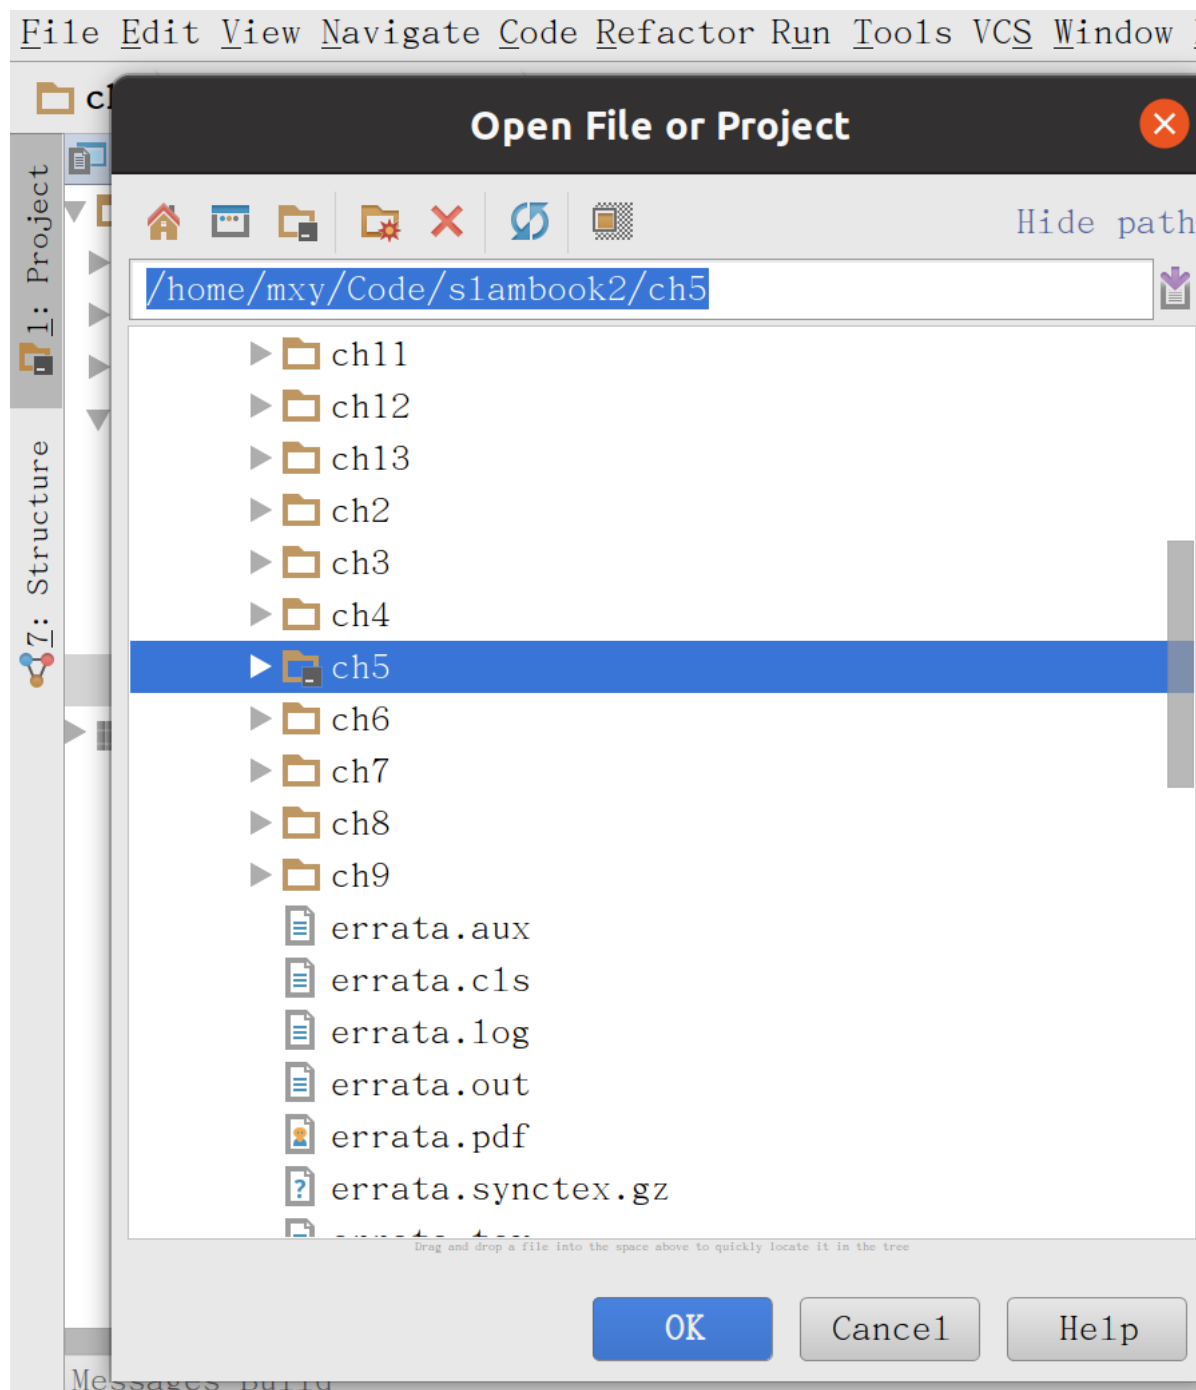 File Edit View Navigate Code Refactor Run Tools VCS Window
Open File or Project
1: Project
7: Structure
Hide path
/home/mxy/Code/slambook2/ch5
ch11
ch12
ch13
ch2
ch3
ch4
ch5
ch6
ch7
ch8
ch9
errata.aux
errata.cls
errata.log
errata.out
errata.pdf
errata.synctex.gz
Drag and drop a file into the space above to quickly locate it in the tree
OK Cancel Help